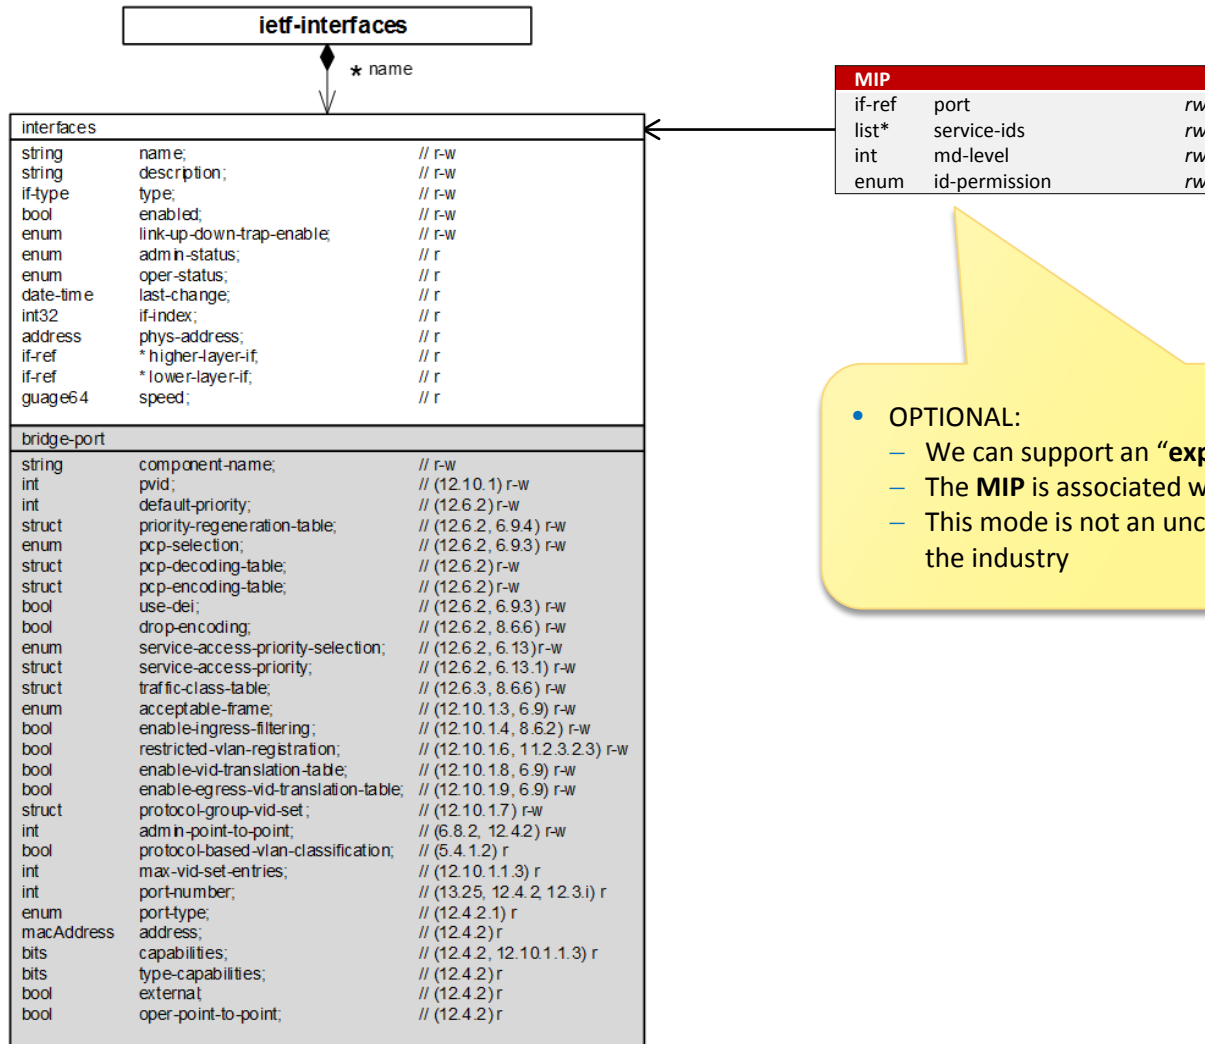 ietf-interfaces
* name
interfaces
string name; // r-w
string description; // r-w
if-type type; // r-w
bool enabled; // r-w
enum link-up-down-trap-enable; // r-w
enum admin-status; // r
enum oper-status; // r
date-time last-change; // r
int32 if-index; // r
address phys-address; // r
if-ref * higher-layer-if; // r
if-ref * lower-layer-if; // r
guage64 speed; // r
bridge-port
string component-name; // r-w
int pvid; // (12.10.1) r-w
int default-priority; // (12.6.2) r-w
struct priority-regeneration-table; // (12.6.2, 6.9.4) r-w
enum pcp-selection; // (12.6.2, 6.9.3) r-w
struct pcp-decoding-table; // (12.6.2) r-w
struct pcp-encoding-table; // (12.6.2) r-w
bool use-dei; // (12.6.2, 6.9.3) r-w
bool drop-encoding; // (12.6.2, 8.6.6) r-w
enum service-access-priority-selection; // (12.6.2, 6.13) r-w
struct service-access-priority; // (12.6.2, 6.13.1) r-w
struct traffic-class-table; // (12.6.3, 8.6.6) r-w
enum acceptable-frame; // (12.10.1.3, 6.9) r-w
bool enable-ingress-filtering; // (12.10.1.4, 8.6.2) r-w
bool restricted-vlan-registration; // (12.10.1.6, 11.2.3.2.3) r-w
bool enable-vid-translation-table; // (12.10.1.8, 6.9) r-w
bool enable-egress-vid-translation-table; // (12.10.1.9, 6.9) r-w
struct protocol-group-vid-set; // (12.10.1.7) r-w
int admin-point-to-point; // (6.8.2, 12.4.2) r-w
bool protocol-based-vlan-classification; // (5.4.1.2) r
int max-vid-set-entries; // (12.10.1.1.3) r
int port-number; // (13.25, 12.4.2, 12.3.i) r
enum port-type; // (12.4.2.1) r
macAddress address; // (12.4.2) r
bits capabilities; // (12.4.2, 12.10.1.1.3) r
bits type-capabilities; // (12.4.2) r
bool external; // (12.4.2) r
bool oper-point-to-point; // (12.4.2) r
MIP
if-ref port rw
list* service-ids rw
int md-level rw
enum id-permission rw
• OPTIONAL:
– We can support an “exp
– The MIP is associated w
– This mode is not an unc
the industry